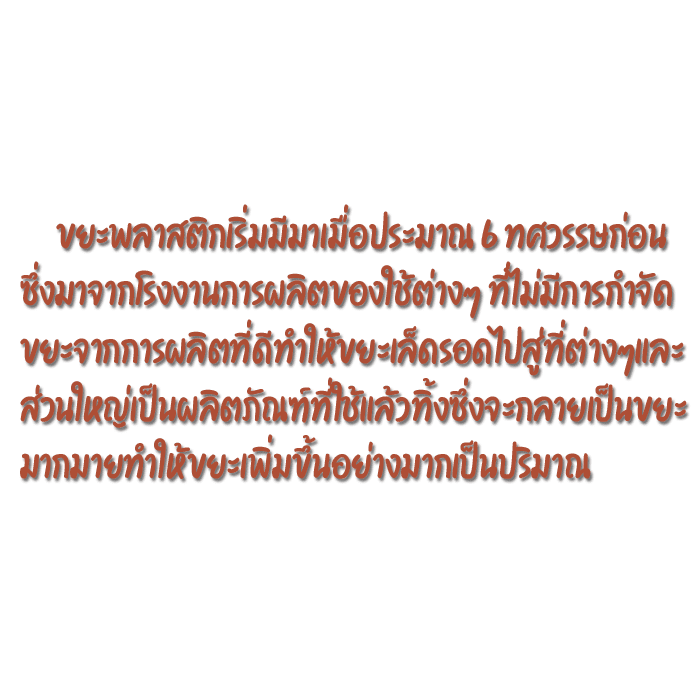 ขยะพลาสติกเริ่มมีมาเมื่อประมาณ 6 ทศวรรษก่อน
ซึ่งมาจากโรงงานการผลิตของใช้ต่างๆ ที่ไม่มีการกำจัด
ขยะจากการผลิตที่ดีทำให้ขยะเล็ดรอดไปสู่ที่ต่างๆและ
ส่วนใหญ่เป็นผลิตภัณฑ์ที่ใช้แล้วทิ้งซึ่งจะกลายเป็นขยะ
มากมายทำให้ขยะเพิ่มขึ้นอย่างมากเป็นปริมาณ